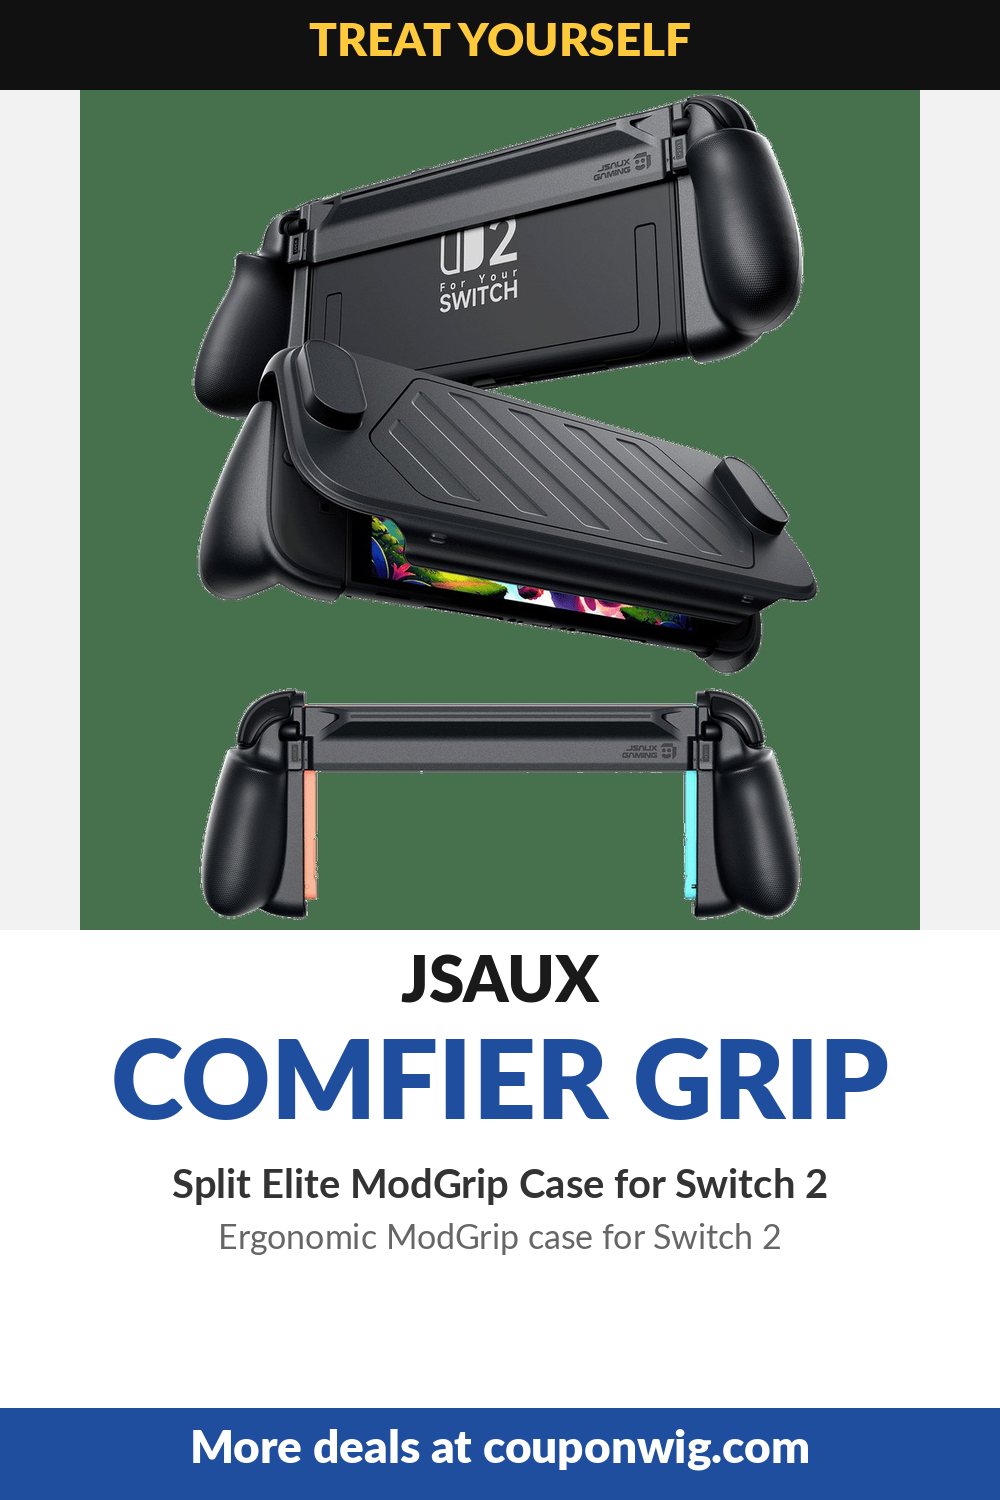 TREAT YOURSELF
JSAUX
GAMING
2
For Your
SWITCH
JSAUX
GAMING
JSAUX
COMFIER GRIP
Split Elite ModGrip Case for Switch 2
Ergonomic ModGrip case for Switch 2
More deals at couponwig.com